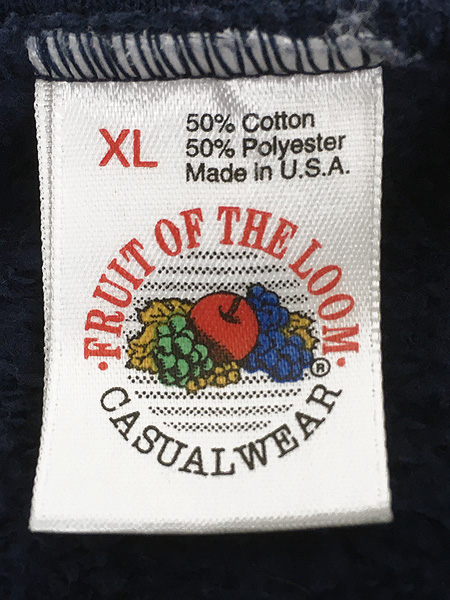 XL
50% Cotton
50% Polyester
Made in U.S.A.
·FRUIT OF THE LOOM·
®
CASUALWEAR